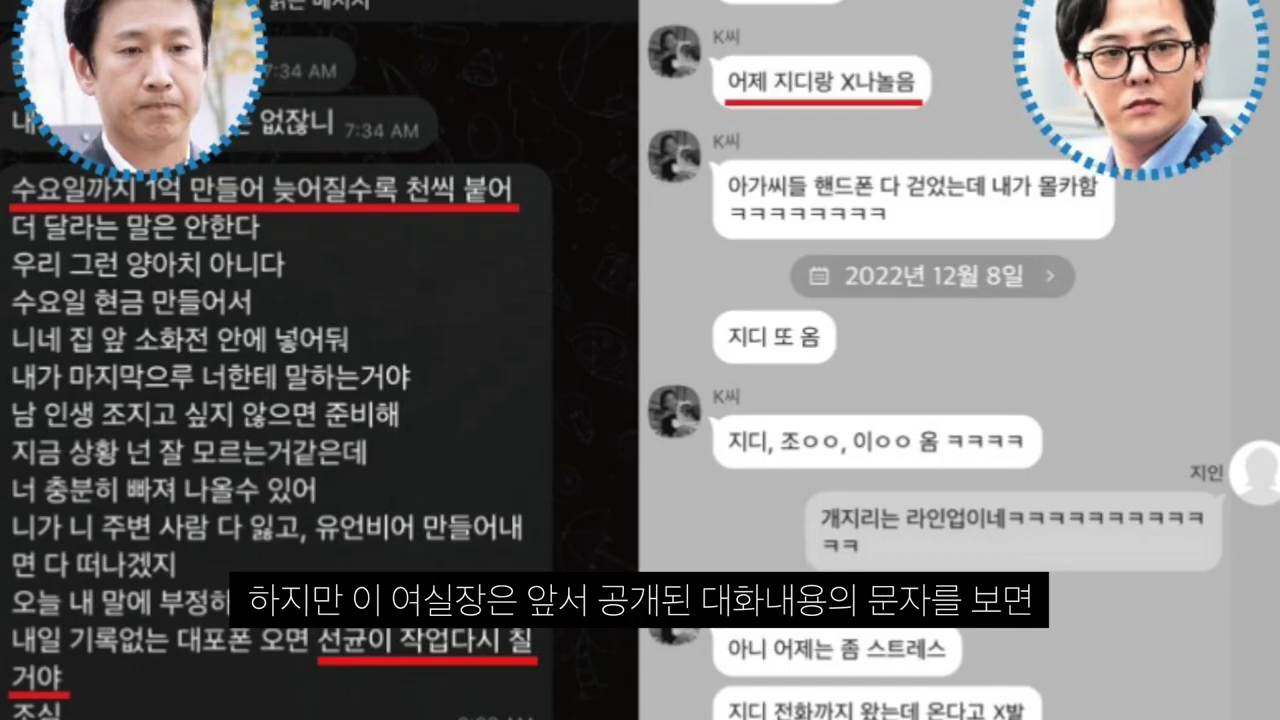 7:34 AM
없잖니 7:34 AM
수요일까지 1억 만들어 늦어질수록 천씩 붙어
더 달라는 말은 안한다
우리 그런 양아치 아니다
수요일 현금 만들어서
니네 집 앞 소화전 안에 넣어둬
내가 마지막으루 너한테 말하는거야
남 인생 조지고 싶지 않으면 준비해
지금 상황 넌 잘 모르는거같은데
너 충분히 빠져 나올수 있어
니가 니 주변 사람 다 잃고, 유언비어 만들어내
면 다 떠나겠지
오늘 내 말에 부정하
내일 기록없는 대포폰 오면 선균이 작업다시 칠
거야
조심
K씨
어제 지디랑 X나놀음
K씨
아가씨들 핸드폰 다 걷었는데 내가 몰카함
ㅋㅋㅋㅋㅋㅋㅋㅋ
2022년 12월 8일
지디 또 옴
K씨
지디, 조ㅇㅇ, 이ㅇㅇ 옴 ㅋㅋㅋㅋ
지인
개지리는 라인업이네ㅋㅋㅋㅋㅋㅋㅋㅋㅋㅋ
ㅋㅋ
아니 어제는 좀 스트레스
지디 전화까지 왔는데 온다고 X발
하지만 이 여실장은 앞서 공개된 대화내용의 문자를 보면